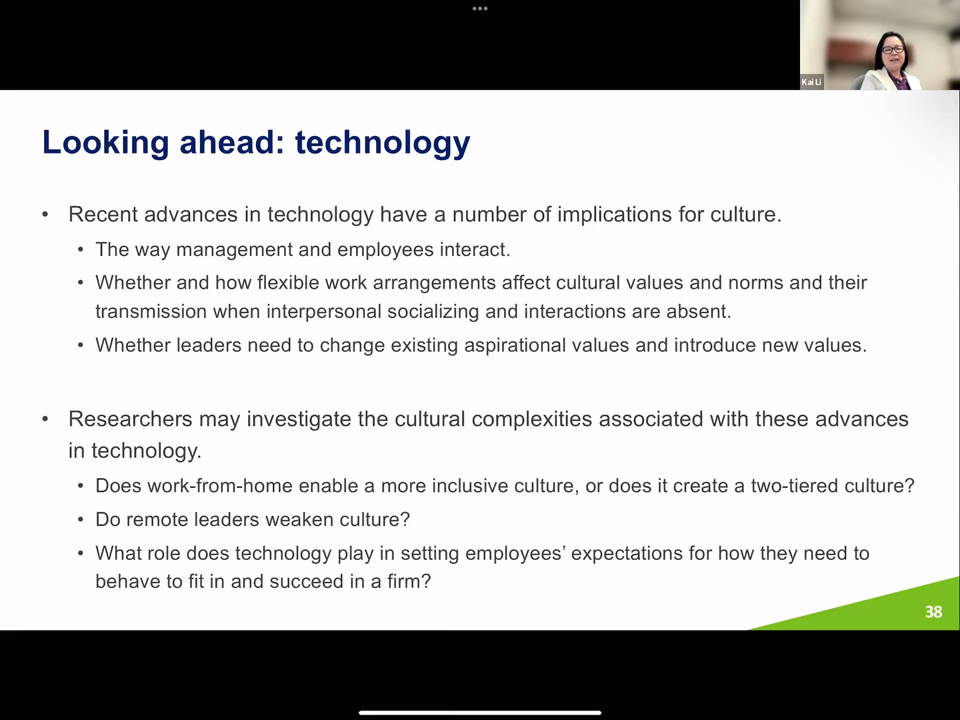 Kai Li
Looking ahead: technology
• Recent advances in technology have a number of implications for culture.
• The way management and employees interact.
• Whether and how flexible work arrangements affect cultural values and norms and their
transmission when interpersonal socializing and interactions are absent.
• Whether leaders need to change existing aspirational values and introduce new values.
• Researchers may investigate the cultural complexities associated with these advances
in technology.
• Does work-from-home enable a more inclusive culture, or does it create a two-tiered culture?
• Do remote leaders weaken culture?
• What role does technology play in setting employees’ expectations for how they need to
behave to fit in and succeed in a firm?
38